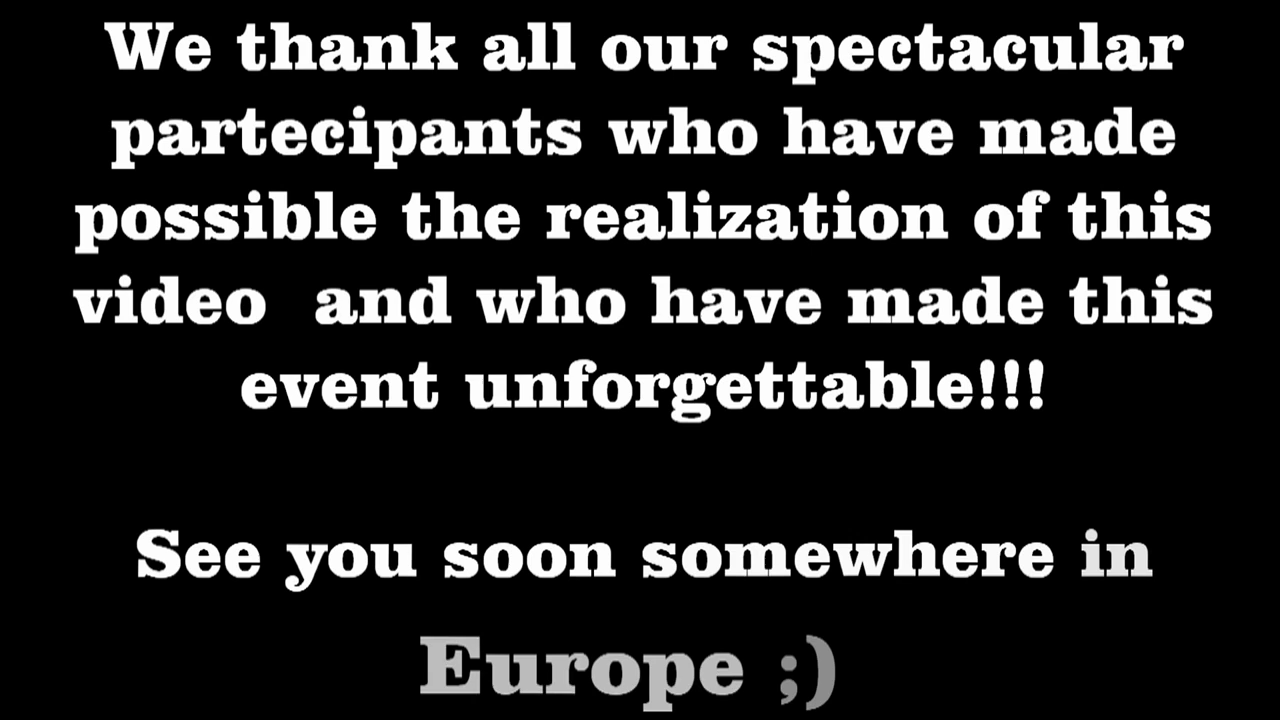 We thank all our spectacular
partecipants who have made
possible the realization of this
video  and who have made this
event unforgettable!!!
See you soon somewhere in
Europe ;)